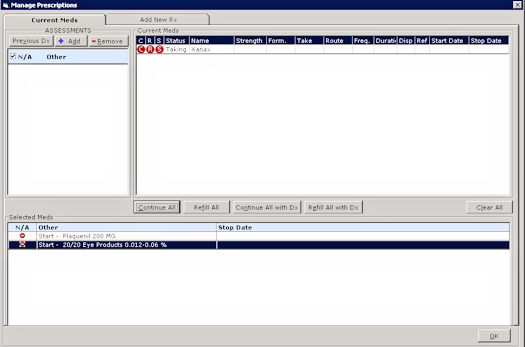 Manage Prescriptions
Current Meds
Add New Rx
ASSESSMENTS
Previous Dx Add Remove
N/A Other
Current Meds
C R S Status Name Strength Form. Take Route Freq. Duratio Disp Ref Start Date Stop Date
C R S Taking Xanax
Continue All Refill All Continue All with Dx Refill All with Dx Clear All
Selected Meds
N/A Other Stop Date
Start - Plaquenil 200 MG
Start - 20/20 Eye Products 0.012-0.06 %
OK